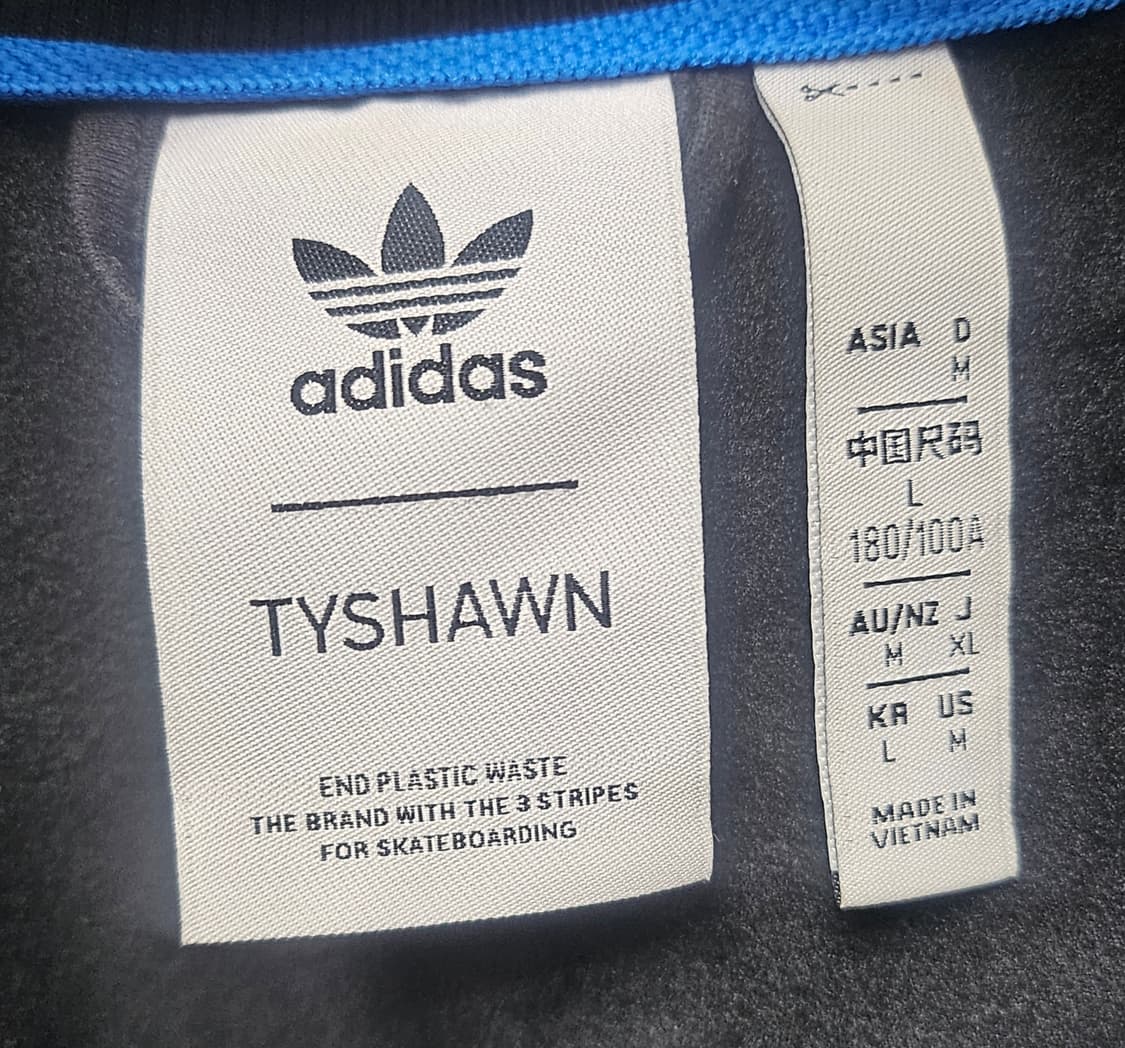 adidas
TYSHAWN
END PLASTIC WASTE
THE BRAND WITH THE 3 STRIPES
FOR SKATEBOARDING
ASIA D
M
中国尺码
L
180/100A
AU/NZ J
M XL
KR US
L M
MADE IN
VIETNAM